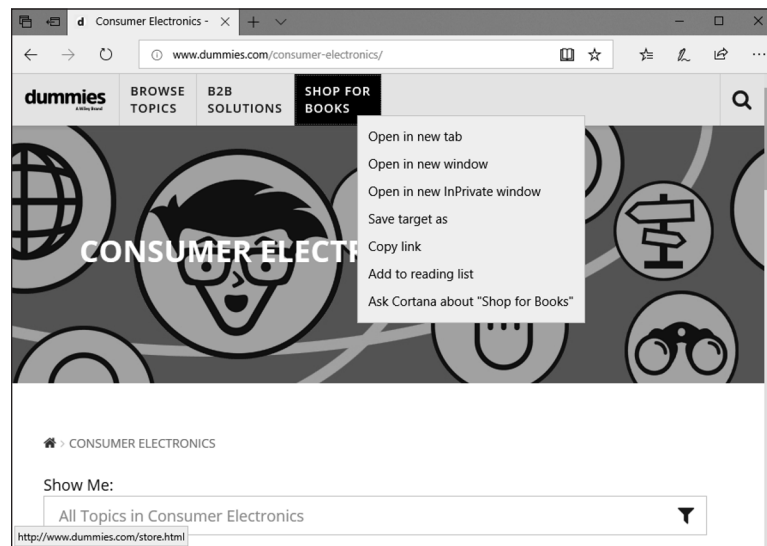 d Consumer Electronics -
www.dummies.com/consumer-electronics/
dummies
A Wiley Brand
BROWSE
TOPICS
B2B
SOLUTIONS
SHOP FOR
BOOKS
Open in new tab
Open in new window
Open in new InPrivate window
Save target as
Copy link
Add to reading list
Ask Cortana about "Shop for Books"
CONSUMER ELECTR
> CONSUMER ELECTRONICS
Show Me:
All Topics in Consumer Electronics
http://www.dummies.com/store.html